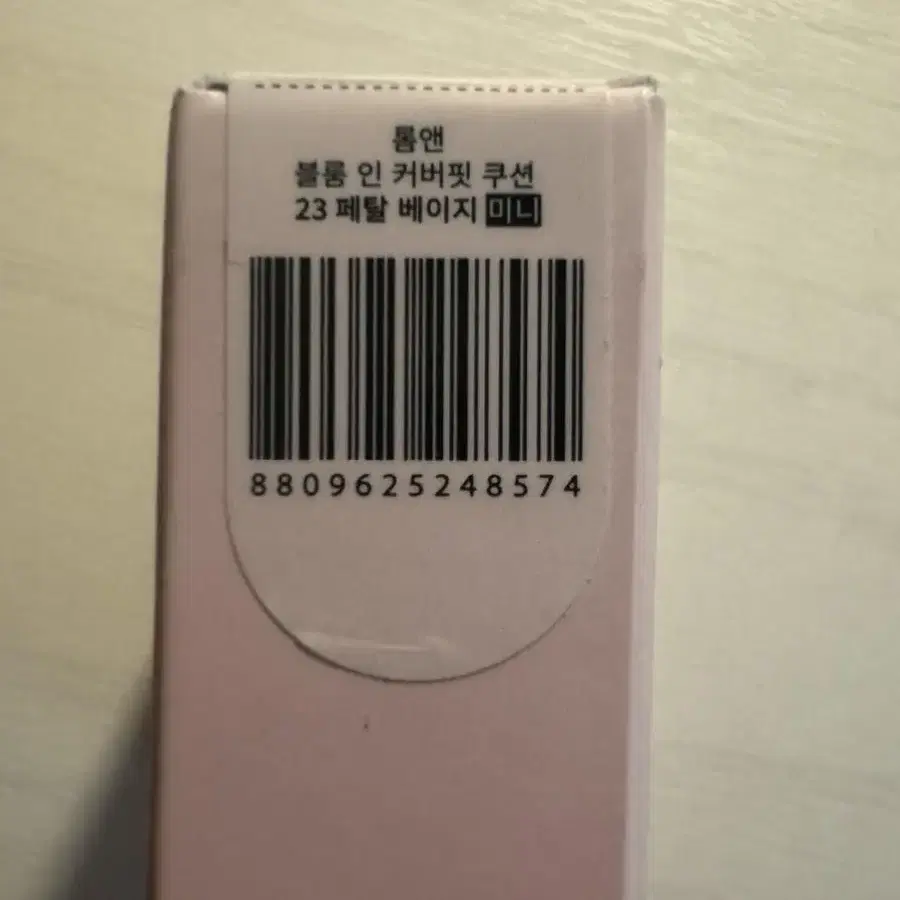 롬앤
블룸 인 커버핏 쿠션
23 페탈 베이지 미니
8809625248574